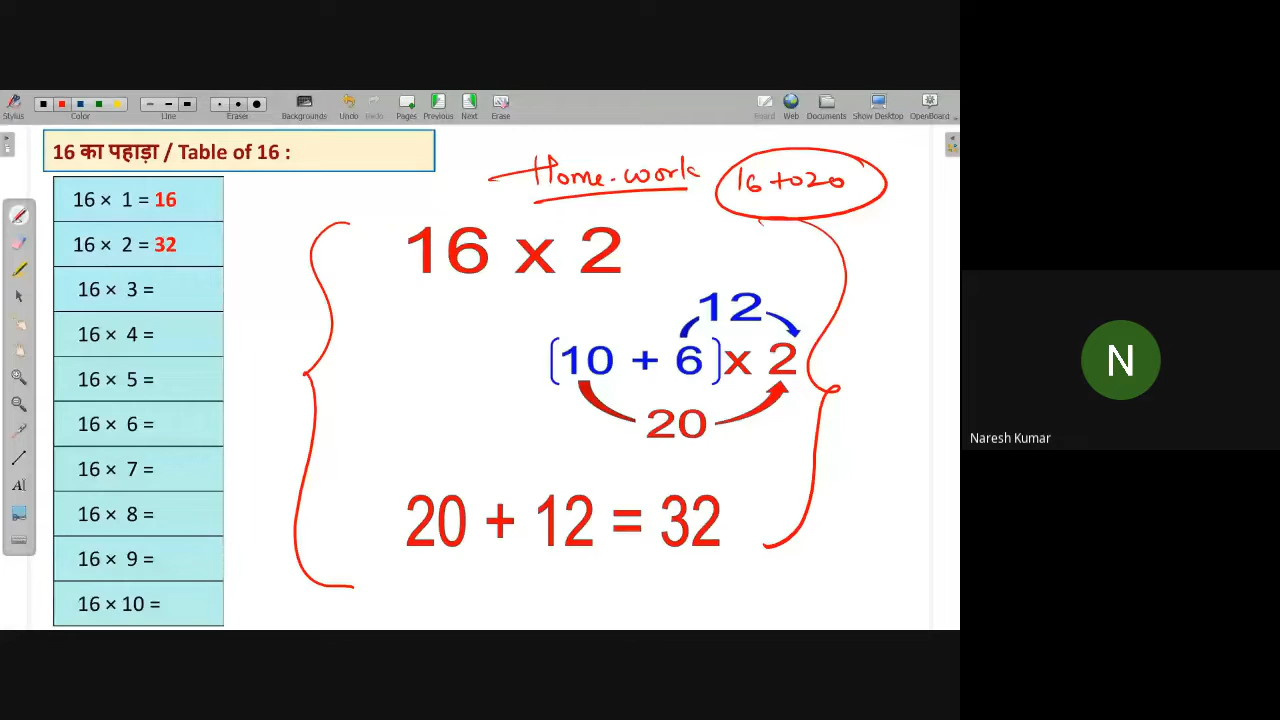 Stylus
Color
Line
Eraser
Backgrounds
Undo
Redo
Pages
Previous
Next
Erase
Board
Web
Documents
Show Desktop
OpenBoard
16 का पहाड़ा / Table of 16 :
Home-work
16 to 20
16 × 1 = 16
16 × 2 = 32
16 × 3 =
16 × 4 =
16 × 5 =
16 × 6 =
16 × 7 =
16 × 8 =
16 × 9 =
16 × 10 =
16 x 2
12
(10 + 6) x 2
20
20 + 12 = 32
N
Naresh Kumar